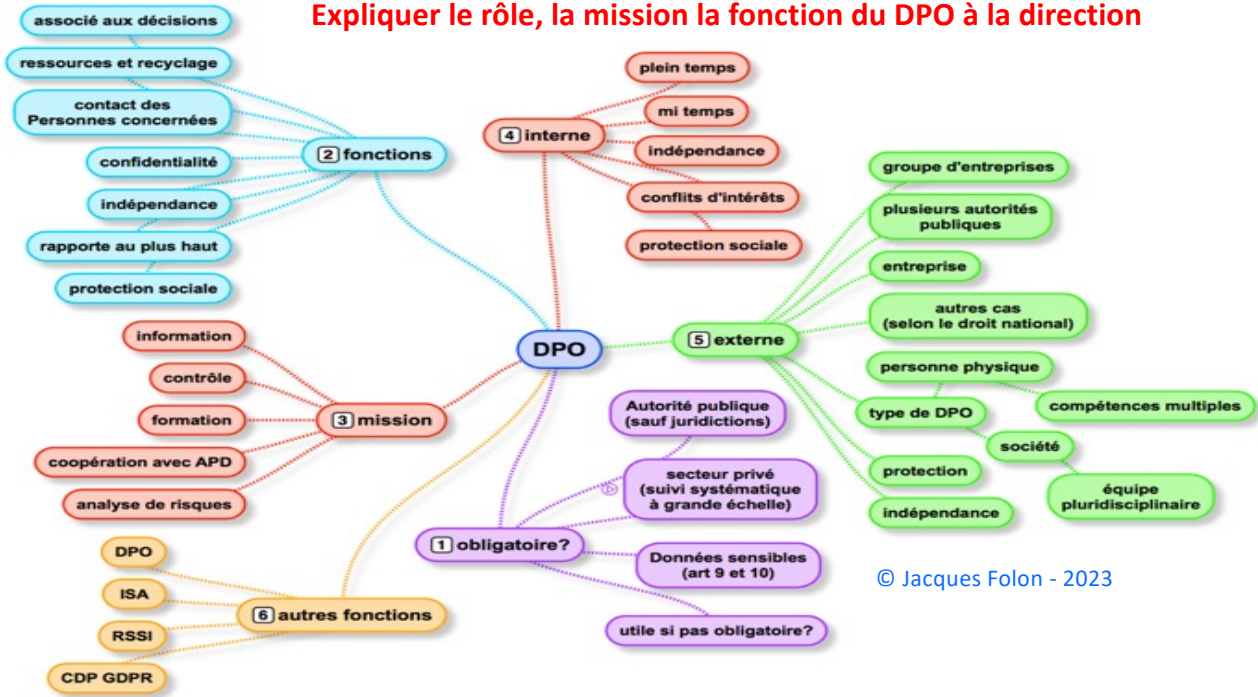 Expliquer le rôle, la mission la fonction du DPO à la direction
DPO
1 obligatoire?
Autorité publique
(sauf juridictions)
secteur privé
(suivi systématique
à grande échelle)
Données sensibles
(art 9 et 10)
utile si pas obligatoire?
2 fonctions
associé aux décisions
ressources et recyclage
contact des
Personnes concernées
confidentialité
indépendance
rapporte au plus haut
protection sociale
3 mission
information
contrôle
formation
coopération avec APD
analyse de risques
4 interne
plein temps
mi temps
indépendance
conflits d'intérêts
protection sociale
5 externe
groupe d'entreprises
plusieurs autorités
publiques
entreprise
autres cas
(selon le droit national)
type de DPO
personne physique
compétences multiples
société
équipe
pluridisciplinaire
protection
indépendance
6 autres fonctions
DPO
ISA
RSSI
CDP GDPR
© Jacques Folon - 2023